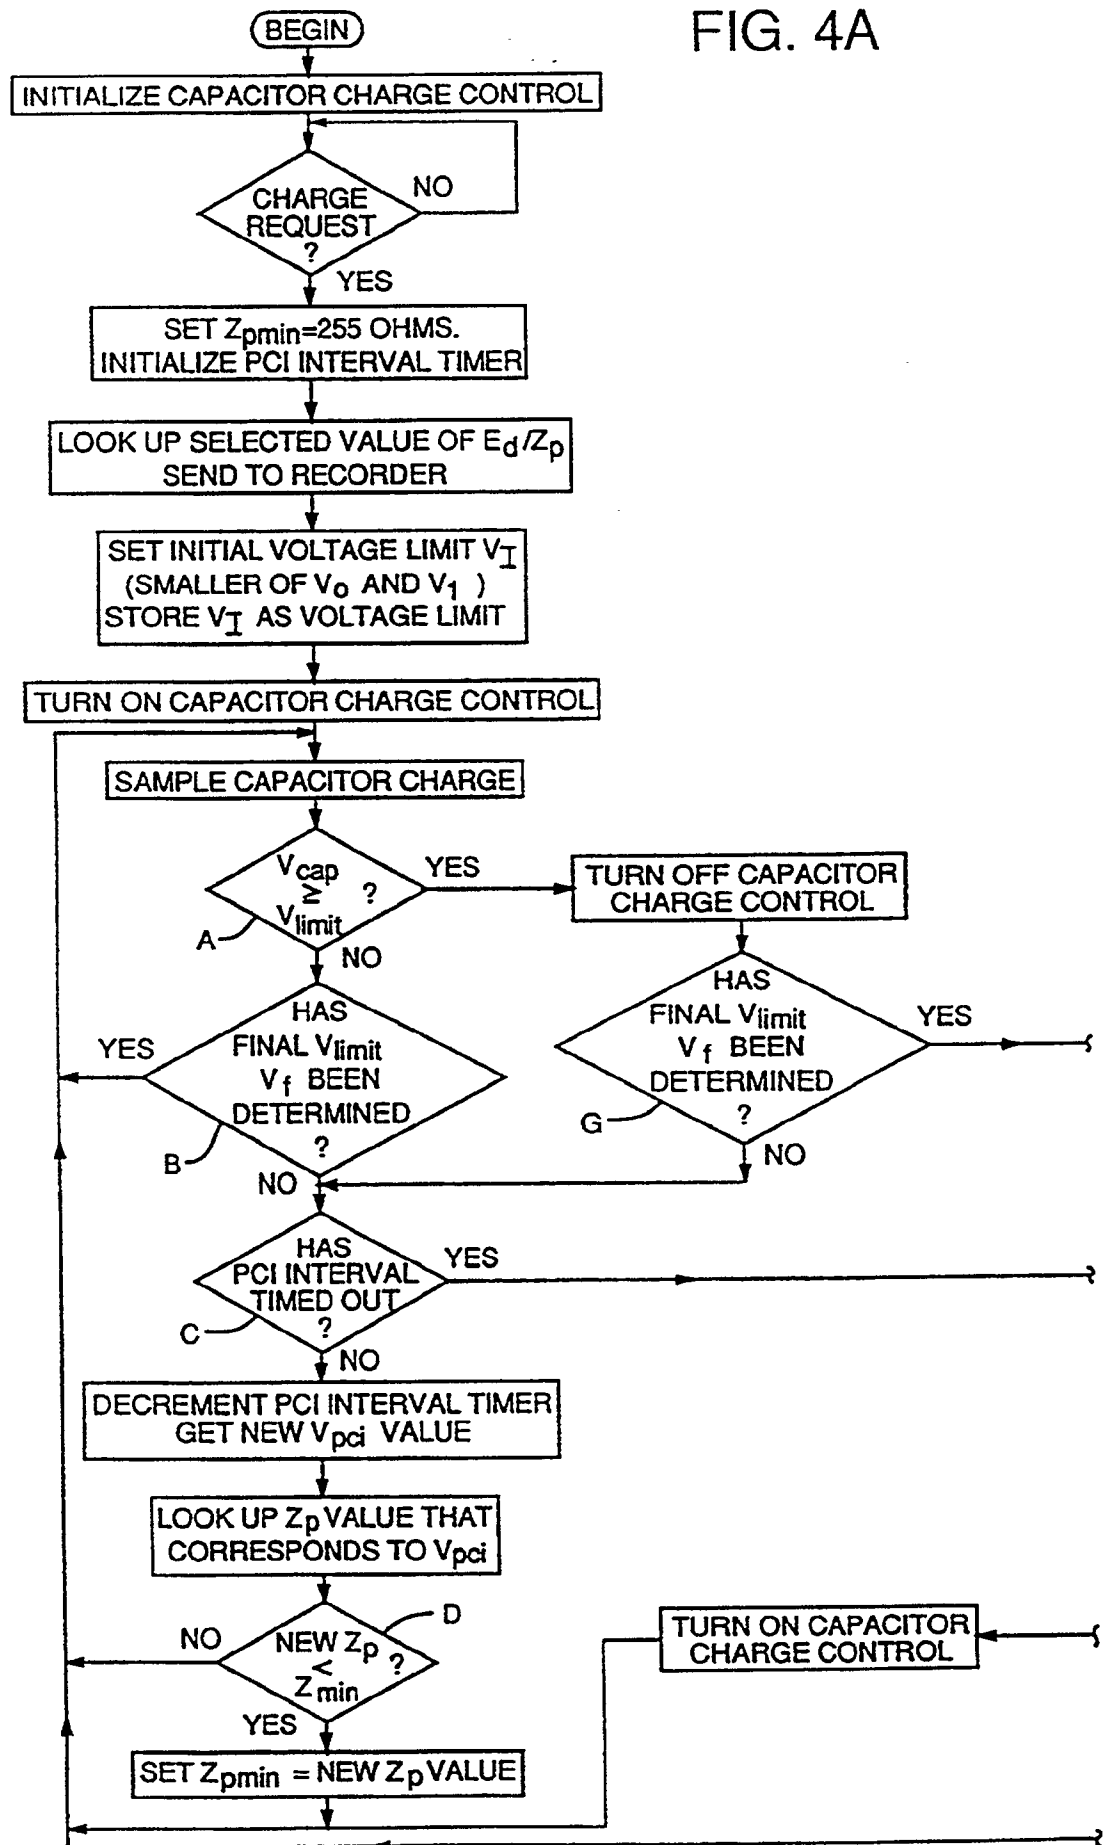 FIG. 4A
BEGIN
INITIALIZE CAPACITOR CHARGE CONTROL
CHARGE
REQUEST
?
NO
YES
SET Zpmin=255 OHMS.
INITIALIZE PCI INTERVAL TIMER
LOOK UP SELECTED VALUE OF Ed/Zp
SEND TO RECORDER
SET INITIAL VOLTAGE LIMIT VI
(SMALLER OF Vo AND V1 )
STORE VI AS VOLTAGE LIMIT
TURN ON CAPACITOR CHARGE CONTROL
SAMPLE CAPACITOR CHARGE
Vcap
≥ ?
Vlimit
A
YES
NO
TURN OFF CAPACITOR
CHARGE CONTROL
HAS
FINAL Vlimit
Vf BEEN
DETERMINED
?
YES
B
NO
HAS
FINAL Vlimit
Vf BEEN
DETERMINED
?
YES
G
NO
HAS
PCI INTERVAL
TIMED OUT
?
YES
C
NO
DECREMENT PCI INTERVAL TIMER
GET NEW Vpci VALUE
LOOK UP Zp VALUE THAT
CORRESPONDS TO Vpci
NEW Zp
< ?
Zmin
D
NO
YES
TURN ON CAPACITOR
CHARGE CONTROL
SET Zpmin = NEW Zp VALUE